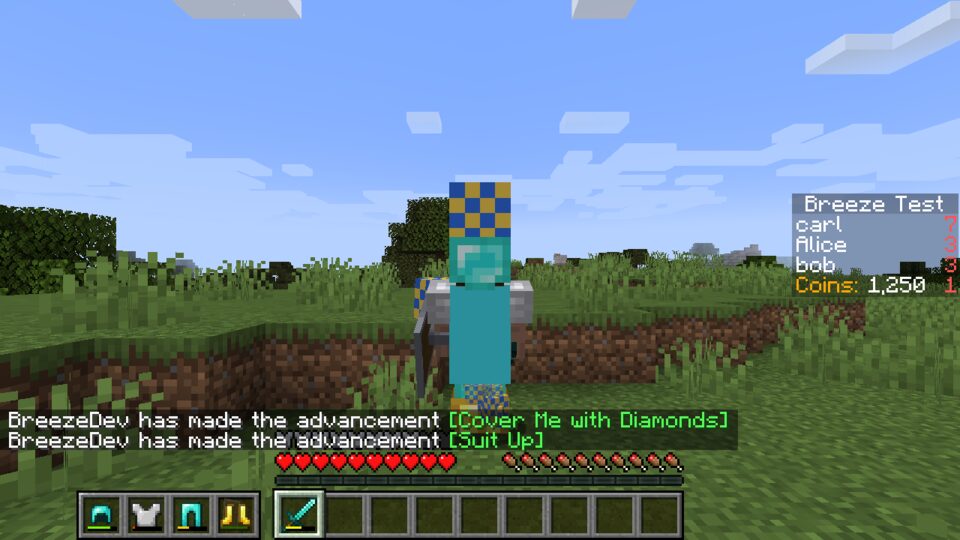 Breeze Test
carl 7
Alice 3
bob 3
Coins: 1,250 1
BreezeDev has made the advancement [Cover Me with Diamonds]
BreezeDev has made the advancement [Suit Up]